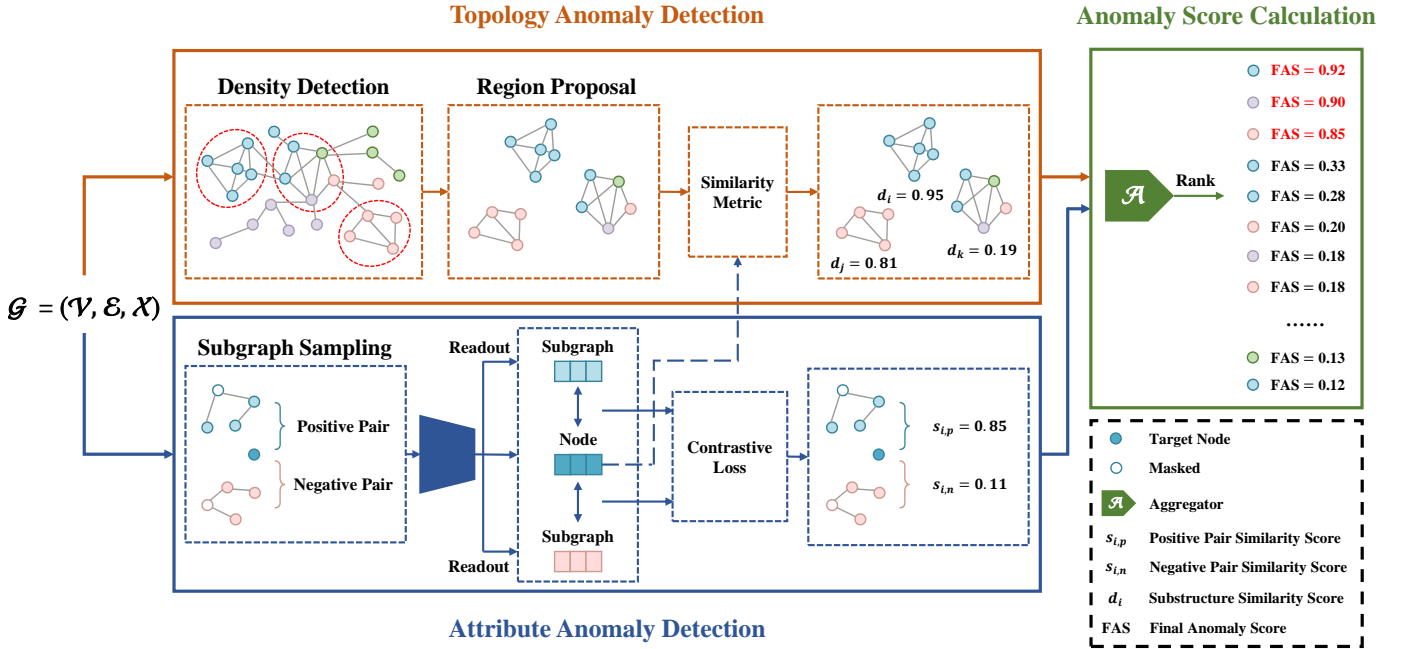 Topology Anomaly Detection
Anomaly Score Calculation
Density Detection
Region Proposal
Similarity
Metric
d_i = 0.95
d_j = 0.81
d_k = 0.19
𝒢 = (𝒱, ℰ, 𝒳)
Subgraph Sampling
Positive Pair
Negative Pair
Readout
Readout
Subgraph
Node
Subgraph
Contrastive
Loss
s_{i,p} = 0.85
s_{i,n} = 0.11
Attribute Anomaly Detection
𝒜
Rank
FAS = 0.92
FAS = 0.90
FAS = 0.85
FAS = 0.33
FAS = 0.28
FAS = 0.20
FAS = 0.18
FAS = 0.18
……
FAS = 0.13
FAS = 0.12
Target Node
Masked
𝒜 Aggregator
s_{i,p} Positive Pair Similarity Score
s_{i,n} Negative Pair Similarity Score
d_i Substructure Similarity Score
FAS Final Anomaly Score